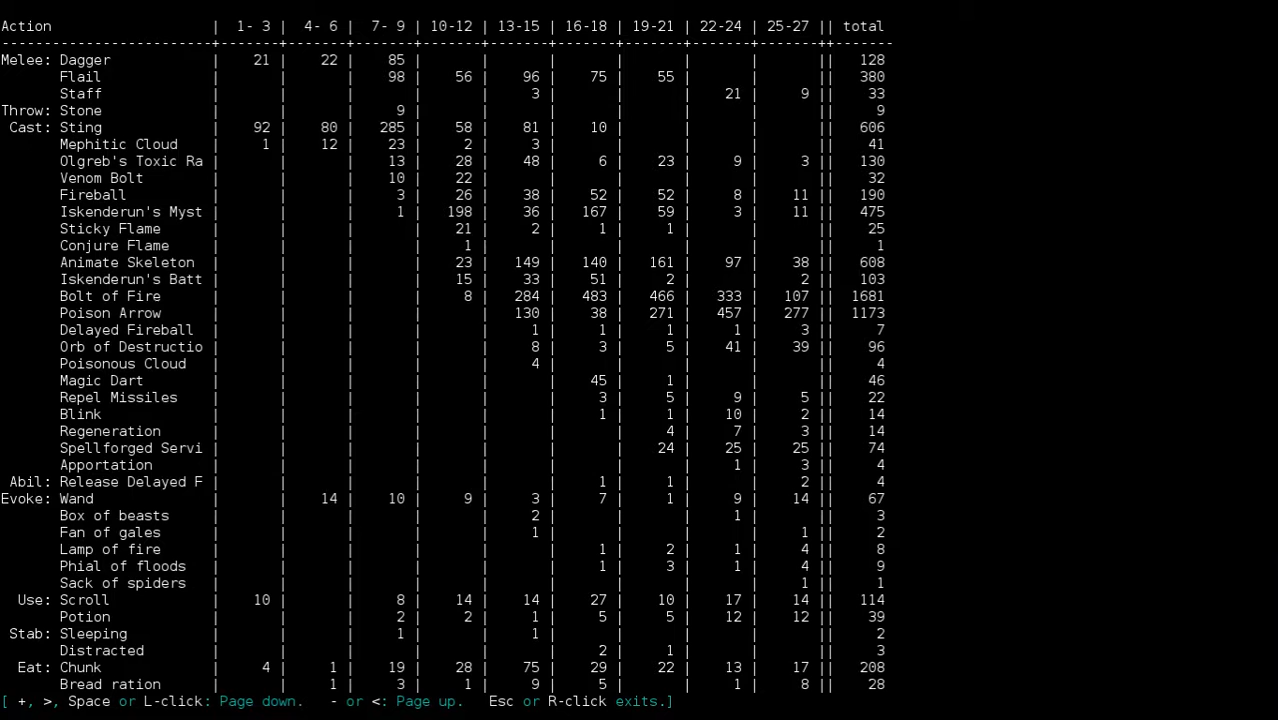 Action | 1- 3 | 4- 6 | 7- 9 | 10-12 | 13-15 | 16-18 | 19-21 | 22-24 | 25-27 || total
------------------------+-------+-------+-------+-------+-------+-------+-------+-------+-------++-------
Melee: Dagger | 21 | 22 | 85 | | | | | | || 128
Flail | | | 98 | 56 | 96 | 75 | 55 | | || 380
Staff | | | | | 3 | | | 21 | 9 || 33
Throw: Stone | | | 9 | | | | | | || 9
Cast: Sting | 92 | 80 | 285 | 58 | 81 | 10 | | | || 606
Mephitic Cloud | 1 | 12 | 23 | 2 | 3 | | | | || 41
Olgreb's Toxic Ra | | | 13 | 28 | 48 | 6 | 23 | 9 | 3 || 130
Venom Bolt | | | 10 | 22 | | | | | || 32
Fireball | | | 3 | 26 | 38 | 52 | 52 | 8 | 11 || 190
Iskenderun's Myst | | | 1 | 198 | 36 | 167 | 59 | 3 | 11 || 475
Sticky Flame | | | | 21 | 2 | 1 | 1 | | || 25
Conjure Flame | | | | 1 | | | | | || 1
Animate Skeleton | | | | 23 | 149 | 140 | 161 | 97 | 38 || 608
Iskenderun's Batt | | | | 15 | 33 | 51 | 2 | | 2 || 103
Bolt of Fire | | | | 8 | 284 | 483 | 466 | 333 | 107 || 1681
Poison Arrow | | | | | 130 | 38 | 271 | 457 | 277 || 1173
Delayed Fireball | | | | | 1 | 1 | 1 | 1 | 3 || 7
Orb of Destructio | | | | | 8 | 3 | 5 | 41 | 39 || 96
Poisonous Cloud | | | | | 4 | | | | || 4
Magic Dart | | | | | | 45 | 1 | | || 46
Repel Missiles | | | | | | 3 | 5 | 9 | 5 || 22
Blink | | | | | | 1 | 1 | 10 | 2 || 14
Regeneration | | | | | | | 4 | 7 | 3 || 14
Spellforged Servi | | | | | | | 24 | 25 | 25 || 74
Apportation | | | | | | | | 1 | 3 || 4
Abil: Release Delayed F | | | | | | 1 | 1 | | 2 || 4
Evoke: Wand | | 14 | 10 | 9 | 3 | 7 | 1 | 9 | 14 || 67
Box of beasts | | | | | 2 | | | 1 | || 3
Fan of gales | | | | | 1 | | | | 1 || 2
Lamp of fire | | | | | | 1 | 2 | 1 | 4 || 8
Phial of floods | | | | | | 1 | 3 | 1 | 4 || 9
Sack of spiders | | | | | | | | | 1 || 1
Use: Scroll | 10 | | 8 | 14 | 14 | 27 | 10 | 17 | 14 || 114
Potion | | | 2 | 2 | 1 | 5 | 5 | 12 | 12 || 39
Stab: Sleeping | | | 1 | | 1 | | | | || 2
Distracted | | | | | | 2 | 1 | | || 3
Eat: Chunk | 4 | 1 | 19 | 28 | 75 | 29 | 22 | 13 | 17 || 208
Bread ration | | 1 | 3 | 1 | 9 | 5 | | 1 | 8 || 28
[ +, >, Space or L-click: Page down. - or <: Page up. Esc or R-click exits.]